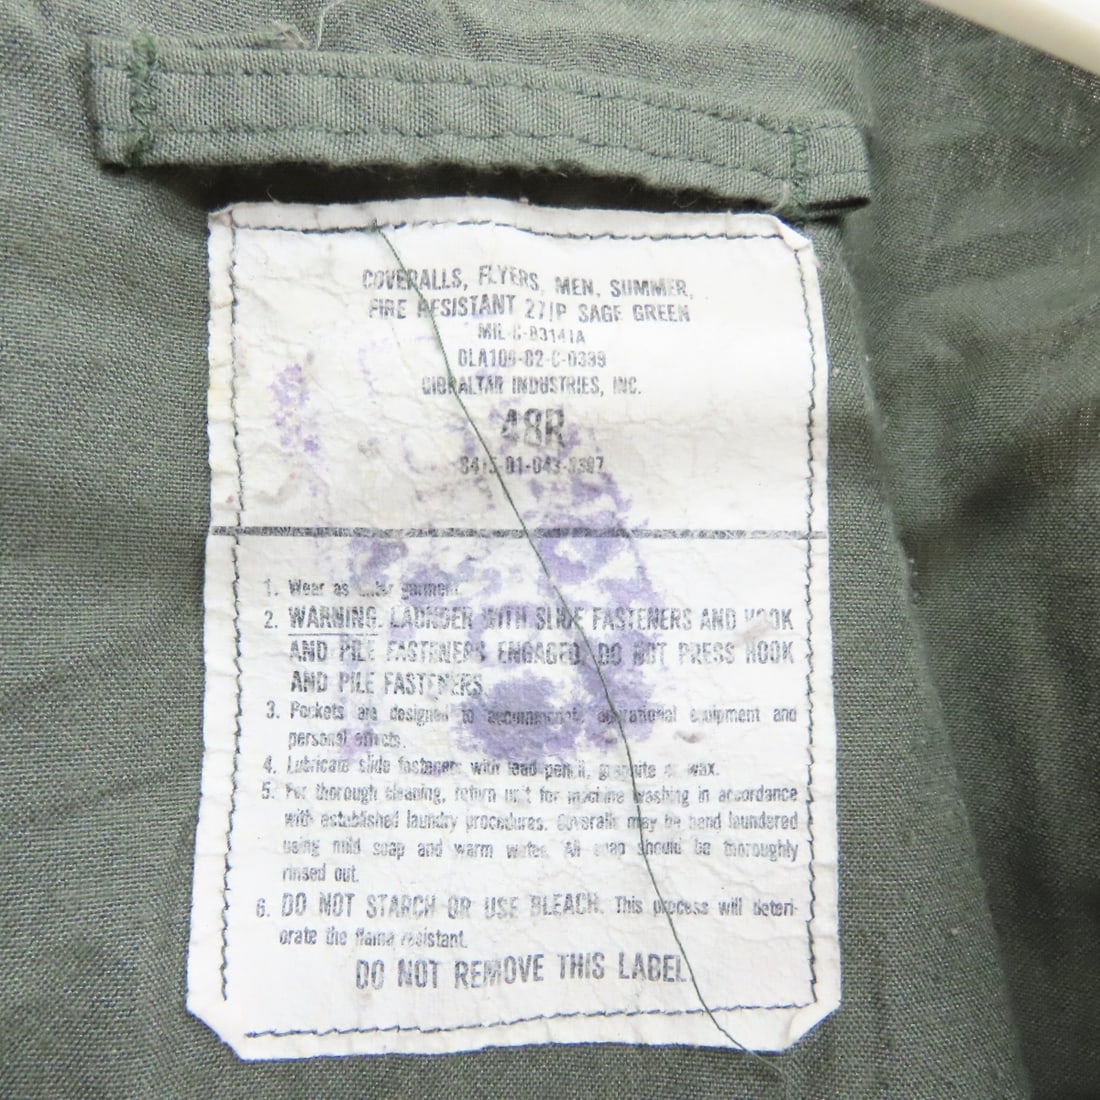 COVERALLS, FLYERS, MEN, SUMMER,
FIRE RESISTANT 27/P SAGE GREEN
MIL-C-83141A
DLA100-82-C-0399
GIBRALTAR INDUSTRIES, INC.
48R
1. Wear as outer garment.
2. WARNING: LAUNDER WITH SLIDE FASTENERS AND HOOK
AND PILE FASTENERS ENGAGED. DO NOT PRESS HOOK
AND PILE FASTENERS.
3. Pockets are designed to accommodate operational equipment and
personal effects.
4. Lubricate slide fasteners with lead pencil, graphite or wax.
5. For thorough cleaning, return unit for machine washing in accordance
with established laundry procedures. Coveralls may be hand laundered
using mild soap and warm water. All soap should be thoroughly
rinsed out.
6. DO NOT STARCH OR USE BLEACH. This process will deteri-
orate the flame resistant.
DO NOT REMOVE THIS LABEL